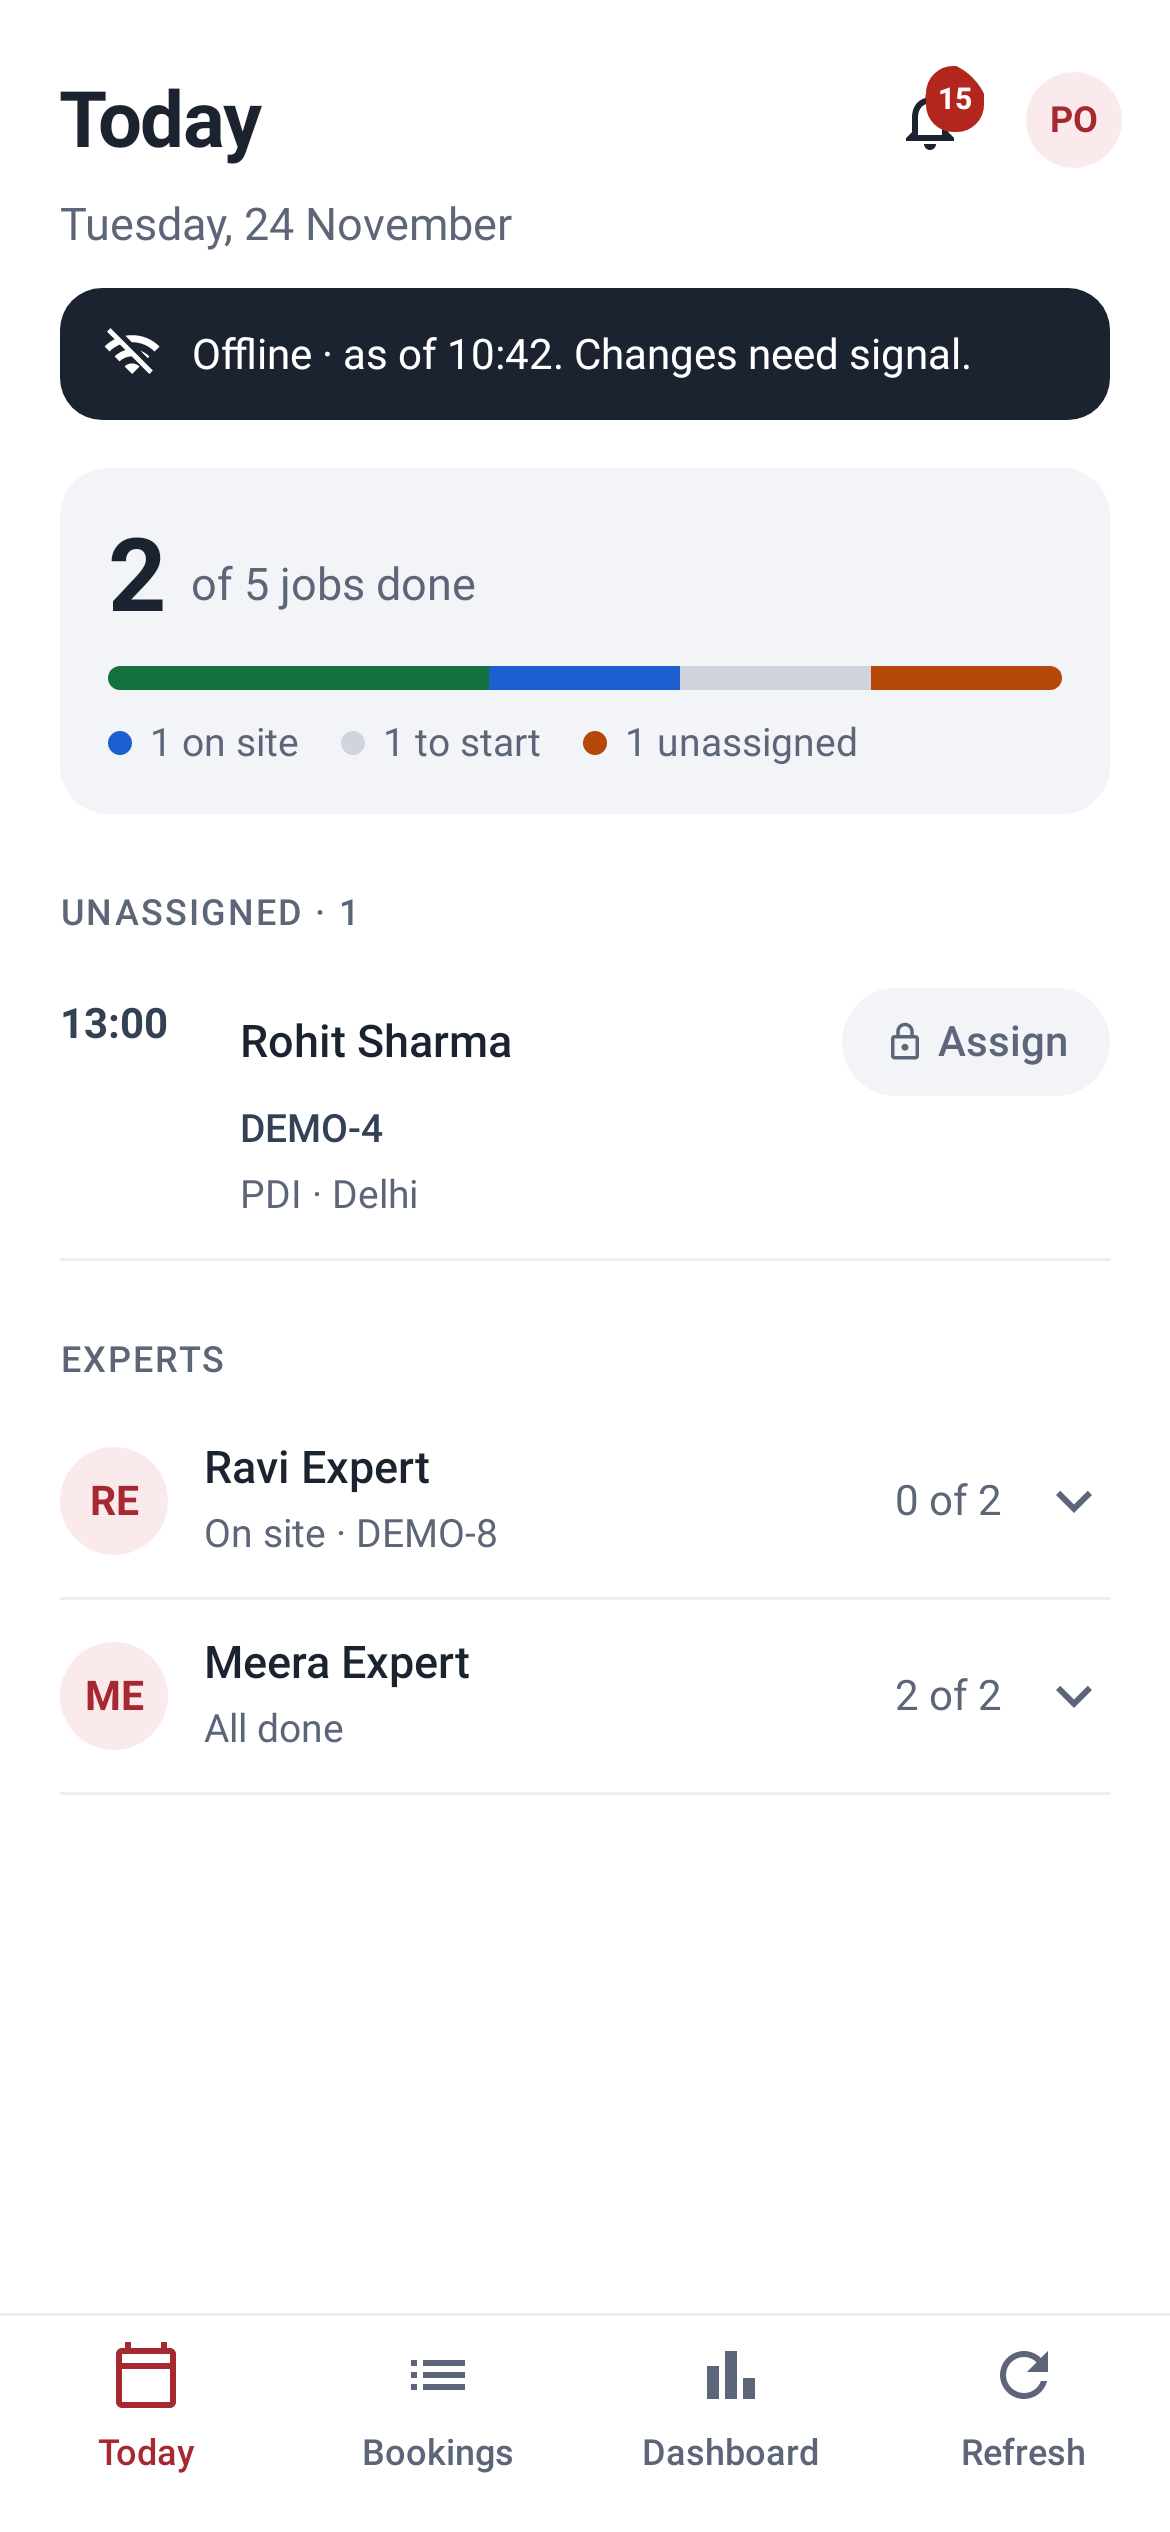 Today
15
PO
Tuesday, 24 November
Offline · as of 10:42. Changes need signal.
2 of 5 jobs done
1 on site 1 to start 1 unassigned
UNASSIGNED · 1
13:00 Rohit Sharma Assign
DEMO-4
PDI · Delhi
EXPERTS
RE Ravi Expert 0 of 2
On site · DEMO-8
ME Meera Expert 2 of 2
All done
Today Bookings Dashboard Refresh